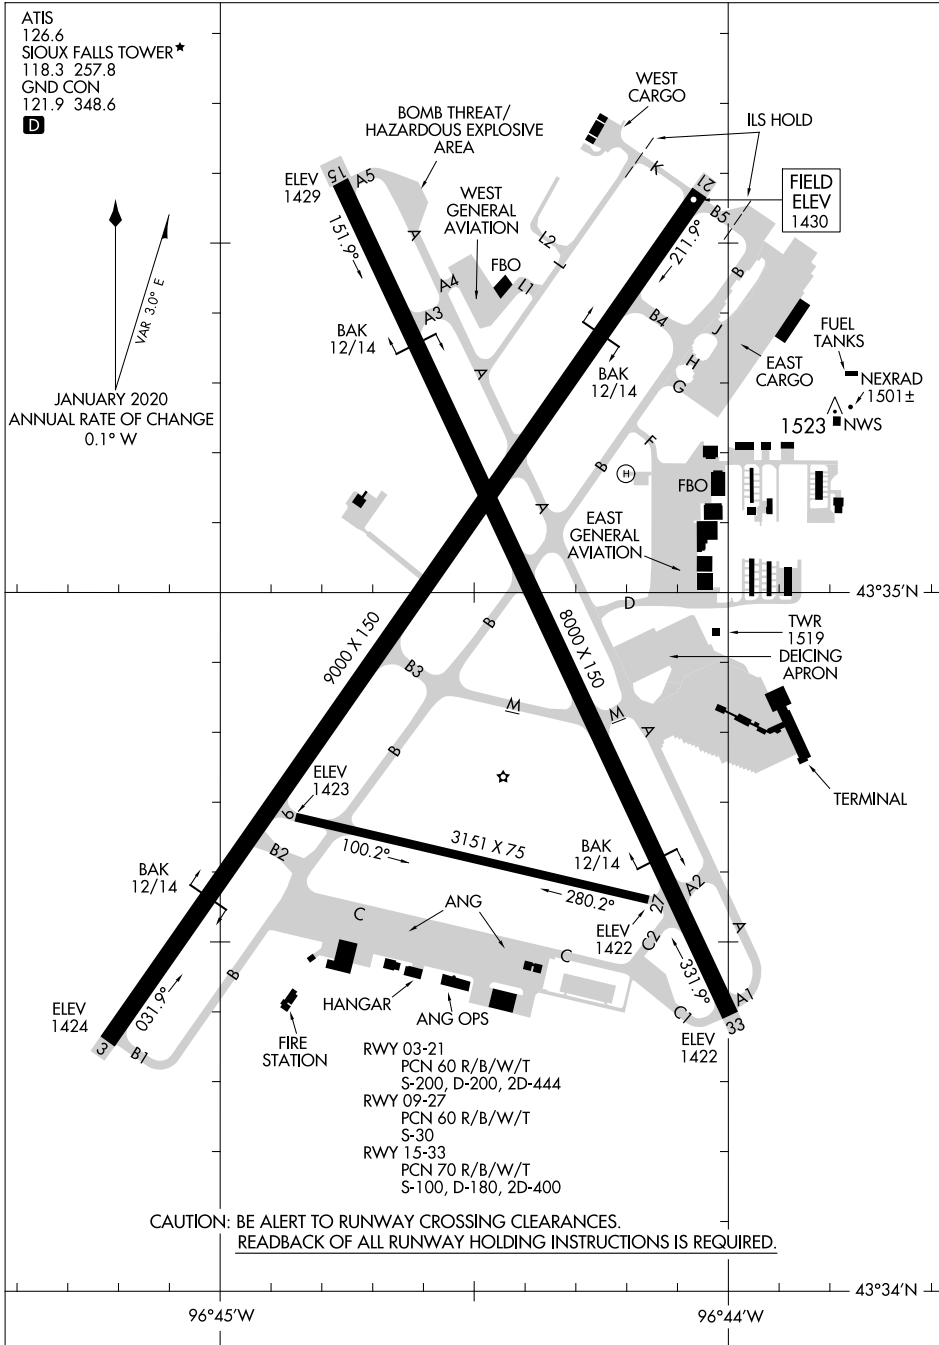 ATIS
126.6
SIOUX FALLS TOWER★
118.3 257.8
GND CON
121.9 348.6
D
WEST
CARGO
BOMB THREAT/
HAZARDOUS EXPLOSIVE
AREA
ILS HOLD
ELEV
1429
15
A5
K
21
FIELD
ELEV
1430
WEST
GENERAL
AVIATION
B5
A
151.9°
L2
L
211.9°
FBO
L1
A4
B
VAR 3.0° E
A3
B4
J
BAK
12/14
FUEL
TANKS
H
EAST
CARGO
BAK
12/14
A
G
NEXRAD
1501±
JANUARY 2020
ANNUAL RATE OF CHANGE
0.1° W
1523
NWS
F
B
H
FBO
A
EAST
GENERAL
AVIATION
43°35'N
D
B
TWR
1519
DEICING
APRON
9000 X 150
8000 X 150
B3
M
M
A
B
ELEV
1423
TERMINAL
9
3151 X 75
100.2°
BAK
12/14
B2
BAK
12/14
280.2°
A2
27
ANG
C
ELEV
1422
C2
A
C
B
331.9°
031.9°
A1
HANGAR
ANG OPS
C1
ELEV
1424
33
FIRE
STATION
ELEV
1422
3
B1
RWY 03-21
PCN 60 R/B/W/T
S-200, D-200, 2D-444
RWY 09-27
PCN 60 R/B/W/T
S-30
RWY 15-33
PCN 70 R/B/W/T
S-100, D-180, 2D-400
CAUTION: BE ALERT TO RUNWAY CROSSING CLEARANCES.
READBACK OF ALL RUNWAY HOLDING INSTRUCTIONS IS REQUIRED.
43°34'N
96°45'W
96°44'W